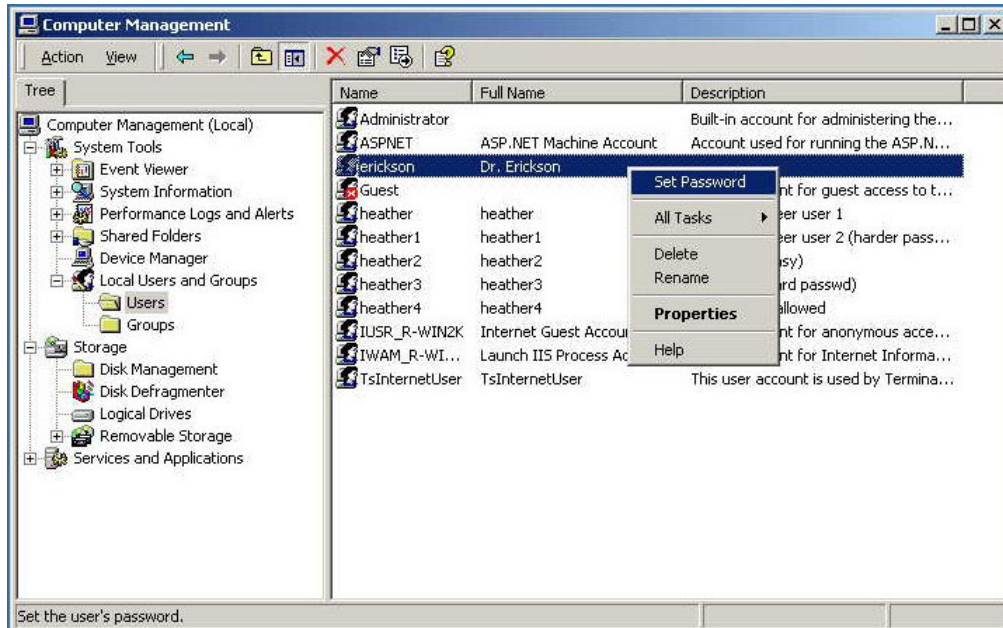 Computer Management
Action View
Tree
Computer Management (Local)
System Tools
Event Viewer
System Information
Performance Logs and Alerts
Shared Folders
Device Manager
Local Users and Groups
Users
Groups
Storage
Disk Management
Disk Defragmenter
Logical Drives
Removable Storage
Services and Applications
Name Full Name Description
Administrator Built-in account for administering the...
ASPNET ASP.NET Machine Account Account used for running the ASP.N...
erickson Dr. Erickson
Guest nt for guest access to t...
heather heather er user 1
heather1 heather1 er user 2 (harder pass...
heather2 heather2 sy)
heather3 heather3 rd passwd)
heather4 heather4 allowed
IUSR_R-WIN2K Internet Guest Accou nt for anonymous acce...
IWAM_R-WI... Launch IIS Process Ac nt for Internet Informa...
TsInternetUser TsInternetUser This user account is used by Termina...
Set Password
All Tasks
Delete
Rename
Properties
Help
Set the user's password.